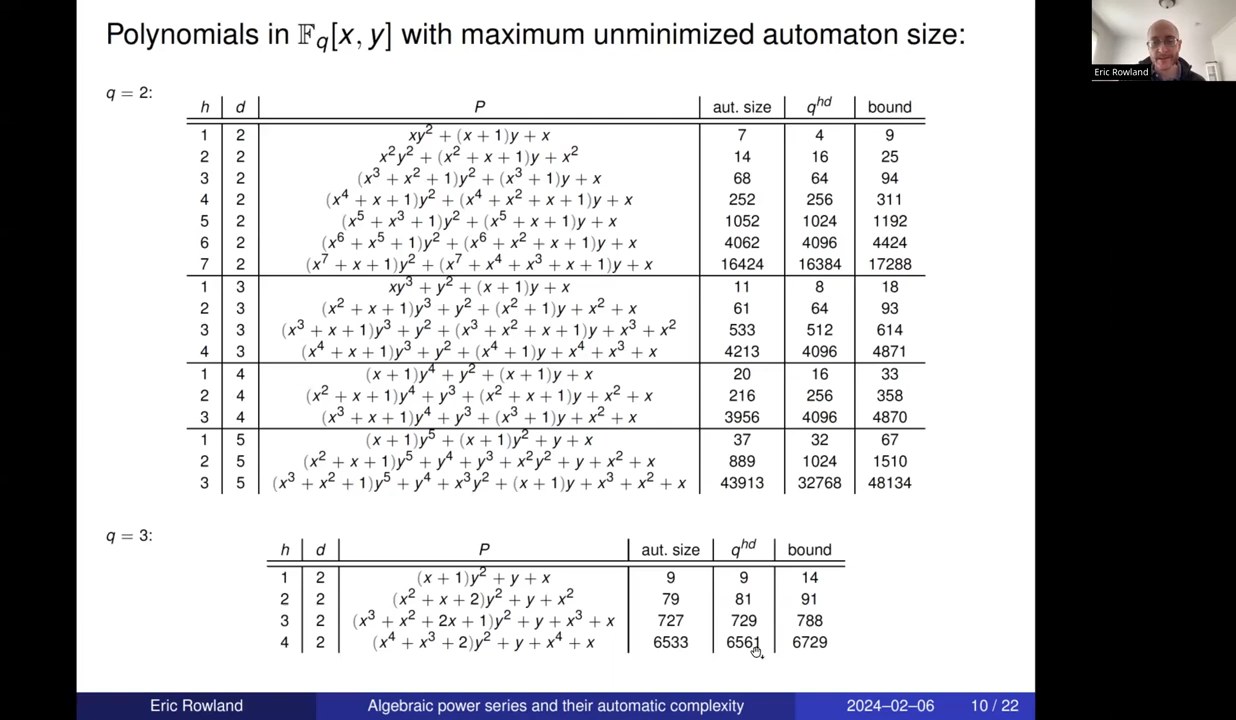 Polynomials in 𝔽q[x, y] with maximum unminimized automaton size:
Eric Rowland
q = 2:
h d P aut. size q^hd bound
1 2 xy² + (x + 1)y + x 7 4 9
2 2 x²y² + (x² + x + 1)y + x² 14 16 25
3 2 (x³ + x² + 1)y² + (x³ + 1)y + x 68 64 94
4 2 (x⁴ + x + 1)y² + (x⁴ + x² + x + 1)y + x 252 256 311
5 2 (x⁵ + x³ + 1)y² + (x⁵ + x + 1)y + x 1052 1024 1192
6 2 (x⁶ + x⁵ + 1)y² + (x⁶ + x² + x + 1)y + x 4062 4096 4424
7 2 (x⁷ + x + 1)y² + (x⁷ + x⁴ + x³ + x + 1)y + x 16424 16384 17288
1 3 xy³ + y² + (x + 1)y + x 11 8 18
2 3 (x² + x + 1)y³ + y² + (x² + 1)y + x² + x 61 64 93
3 3 (x³ + x + 1)y³ + y² + (x³ + x² + x + 1)y + x³ + x² 533 512 614
4 3 (x⁴ + x + 1)y³ + y² + (x⁴ + 1)y + x⁴ + x³ + x 4213 4096 4871
1 4 (x + 1)y⁴ + y² + (x + 1)y + x 20 16 33
2 4 (x² + x + 1)y⁴ + y³ + (x² + x + 1)y + x² + x 216 256 358
3 4 (x³ + x + 1)y⁴ + y³ + (x³ + 1)y + x² + x 3956 4096 4870
1 5 (x + 1)y⁵ + (x + 1)y² + y + x 37 32 67
2 5 (x² + x + 1)y⁵ + y⁴ + y³ + x²y² + y + x² + x 889 1024 1510
3 5 (x³ + x² + 1)y⁵ + y⁴ + x³y² + (x + 1)y + x³ + x² + x 43913 32768 48134
q = 3:
h d P aut. size q^hd bound
1 2 (x + 1)y² + y + x 9 9 14
2 2 (x² + x + 2)y² + y + x² 79 81 91
3 2 (x³ + x² + 2x + 1)y² + y + x³ + x 727 729 788
4 2 (x⁴ + x³ + 2)y² + y + x⁴ + x 6533 6561 6729
Eric Rowland Algebraic power series and their automatic complexity 2024–02–06 10 / 22